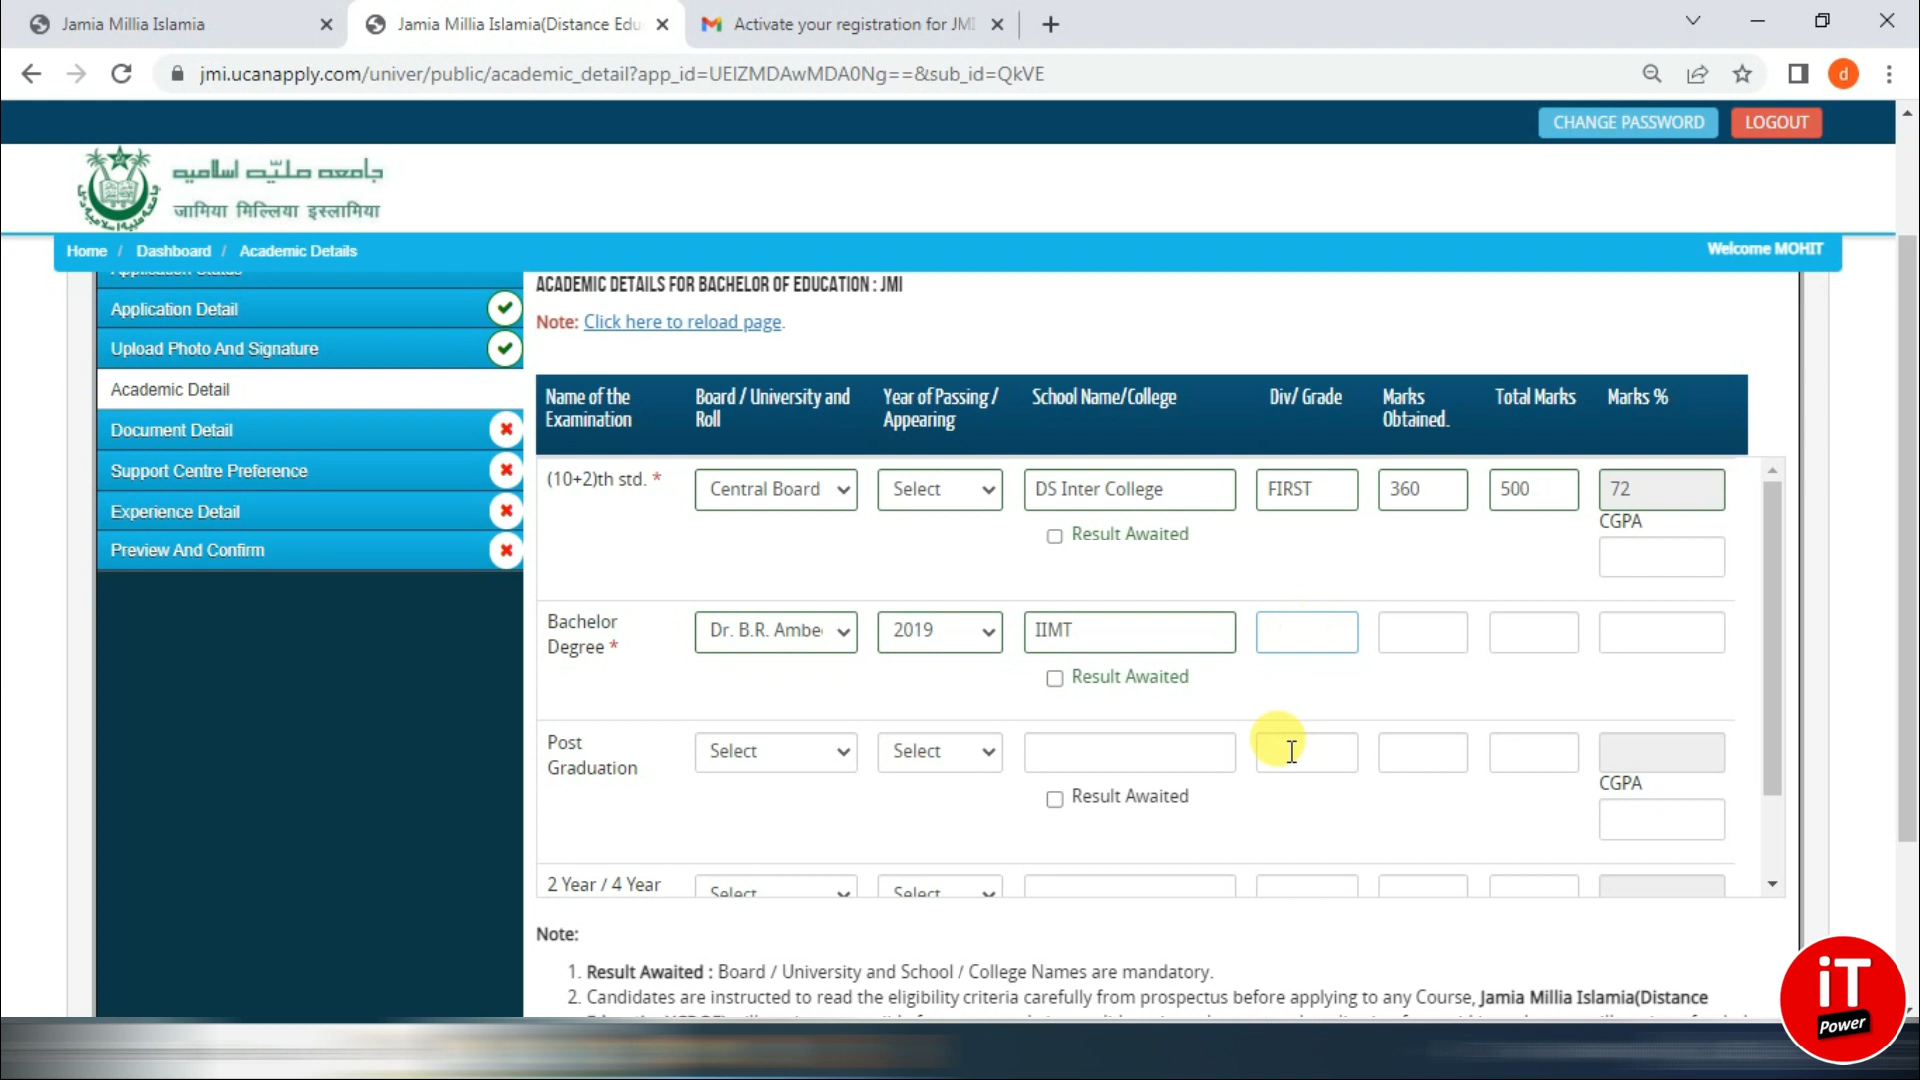 Jamia Millia Islamia
Jamia Millia Islamia(Distance Edu
Activate your registration for JMI
jmi.ucanapply.com/univer/public/academic_detail?app_id=UEIZMDAwMDA0Ng==&sub_id=QkVE
d
CHANGE PASSWORD
LOGOUT
جامعه ملیّه اسلامیه
जामिया मिल्लिया इस्लामिया
Home / Dashboard / Academic Details
Welcome MOHIT
Application Status
Application Detail
Upload Photo And Signature
Academic Detail
Document Detail
Support Centre Preference
Experience Detail
Preview And Confirm
ACADEMIC DETAILS FOR BACHELOR OF EDUCATION : JMI
Note: Click here to reload page.
Name of the Examination
Board / University and Roll
Year of Passing / Appearing
School Name/College
Div/ Grade
Marks Obtained.
Total Marks
Marks %
(10+2)th std. *
Central Board
Select
DS Inter College
FIRST
360
500
72
Result Awaited
CGPA
Bachelor Degree *
Dr. B.R. Ambe
2019
IIMT
Result Awaited
Post Graduation
Select
Select
Result Awaited
CGPA
2 Year / 4 Year
Select
Select
Note:
1. Result Awaited : Board / University and School / College Names are mandatory.
2. Candidates are instructed to read the eligibility criteria carefully from prospectus before applying to any Course, Jamia Millia Islamia(Distance
iT
Power